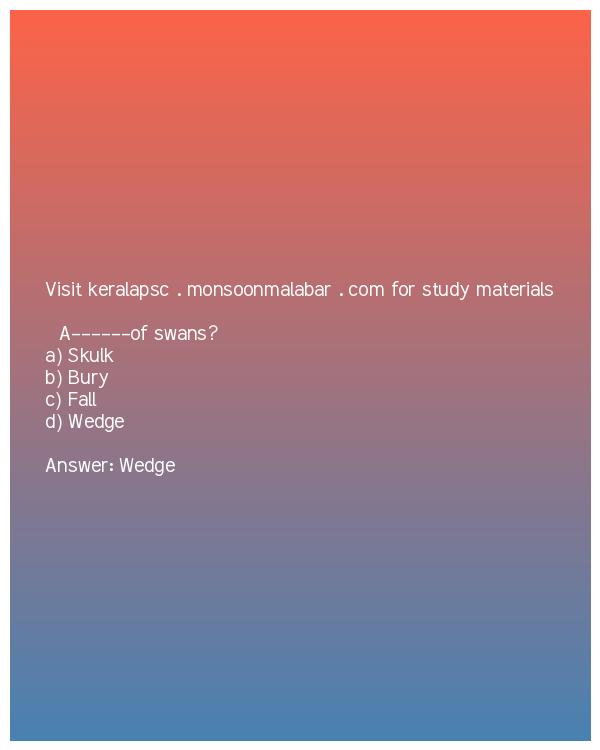 Visit keralapsc . monsoonmalabar . com for study materials
A------of swans?
a) Skulk
b) Bury
c) Fall
d) Wedge
Answer: Wedge